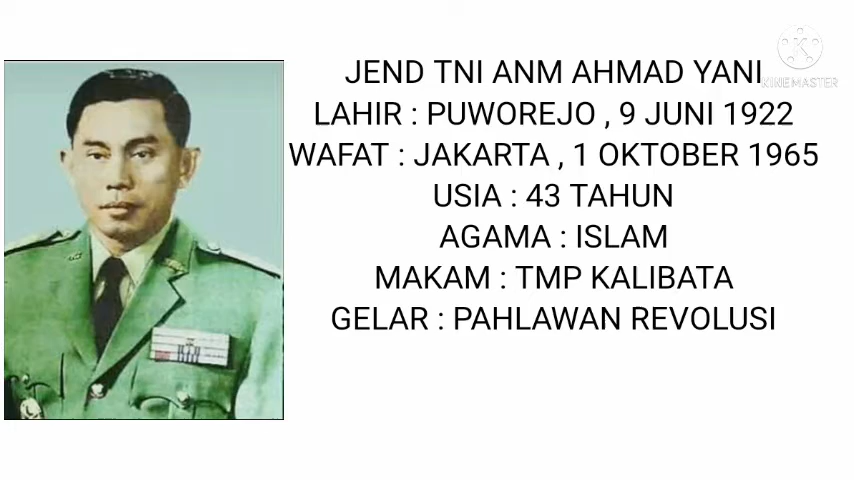 JEND TNI ANM AHMAD YANI
KINEMASTER
LAHIR : PUWOREJO , 9 JUNI 1922
WAFAT : JAKARTA , 1 OKTOBER 1965
USIA : 43 TAHUN
AGAMA : ISLAM
MAKAM : TMP KALIBATA
GELAR : PAHLAWAN REVOLUSI